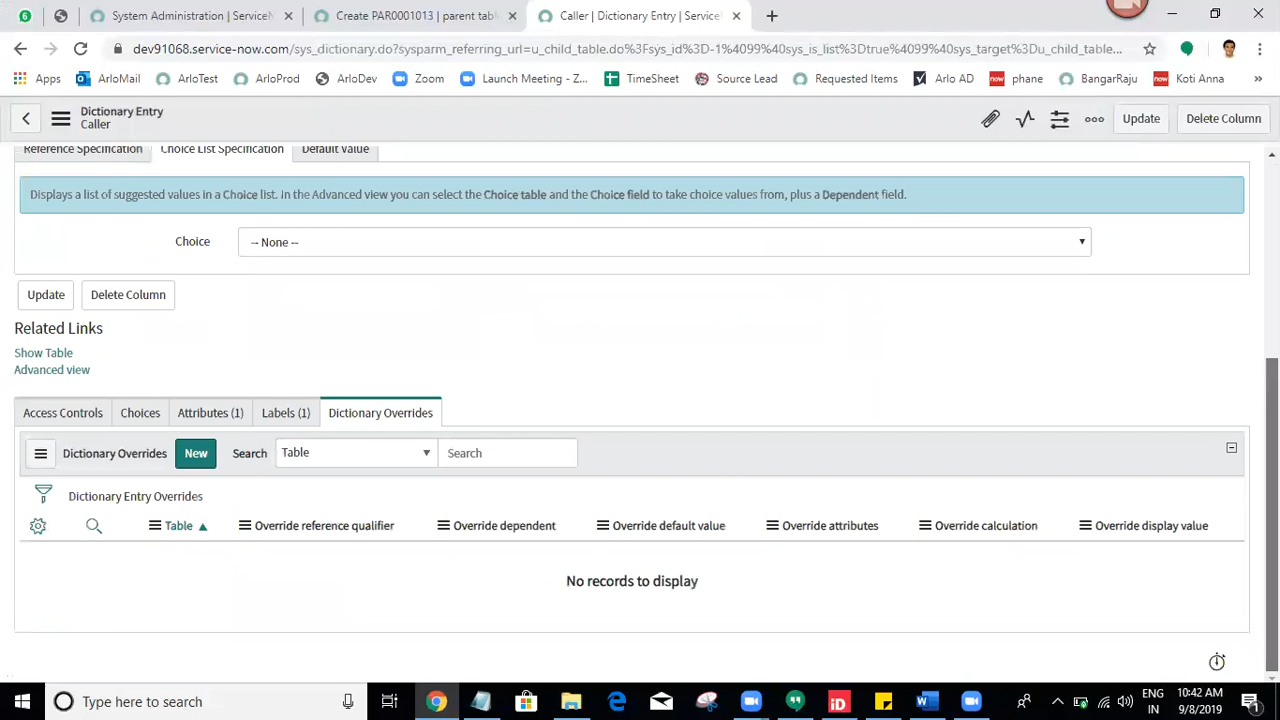 6
System Administration | ServiceN
Create PAR0001013 | parent tabl
Caller | Dictionary Entry | Service
dev91068.service-now.com/sys_dictionary.do?sysparm_referring_url=u_child_table.do%3Fsys_id%3D-1%4099%40sys_is_list%3Dtrue%4099%40sys_target%3Du_child_table...
Apps ArloMail ArloTest ArloProd ArloDev Zoom Launch Meeting - Z... TimeSheet Source Lead Requested Items Arlo AD now phane BangarRaju now Koti Anna »
Dictionary Entry
Caller
Update Delete Column
Reference Specification Choice List Specification Default Value
Displays a list of suggested values in a Choice list. In the Advanced view you can select the Choice table and the Choice field to take choice values from, plus a Dependent field.
Choice -- None --
Update Delete Column
Related Links
Show Table
Advanced view
Access Controls Choices Attributes (1) Labels (1) Dictionary Overrides
Dictionary Overrides New Search Table Search
Dictionary Entry Overrides
Table Override reference qualifier Override dependent Override default value Override attributes Override calculation Override display value
No records to display
Type here to search
ENG
IN
10:42 AM
9/8/2019
1